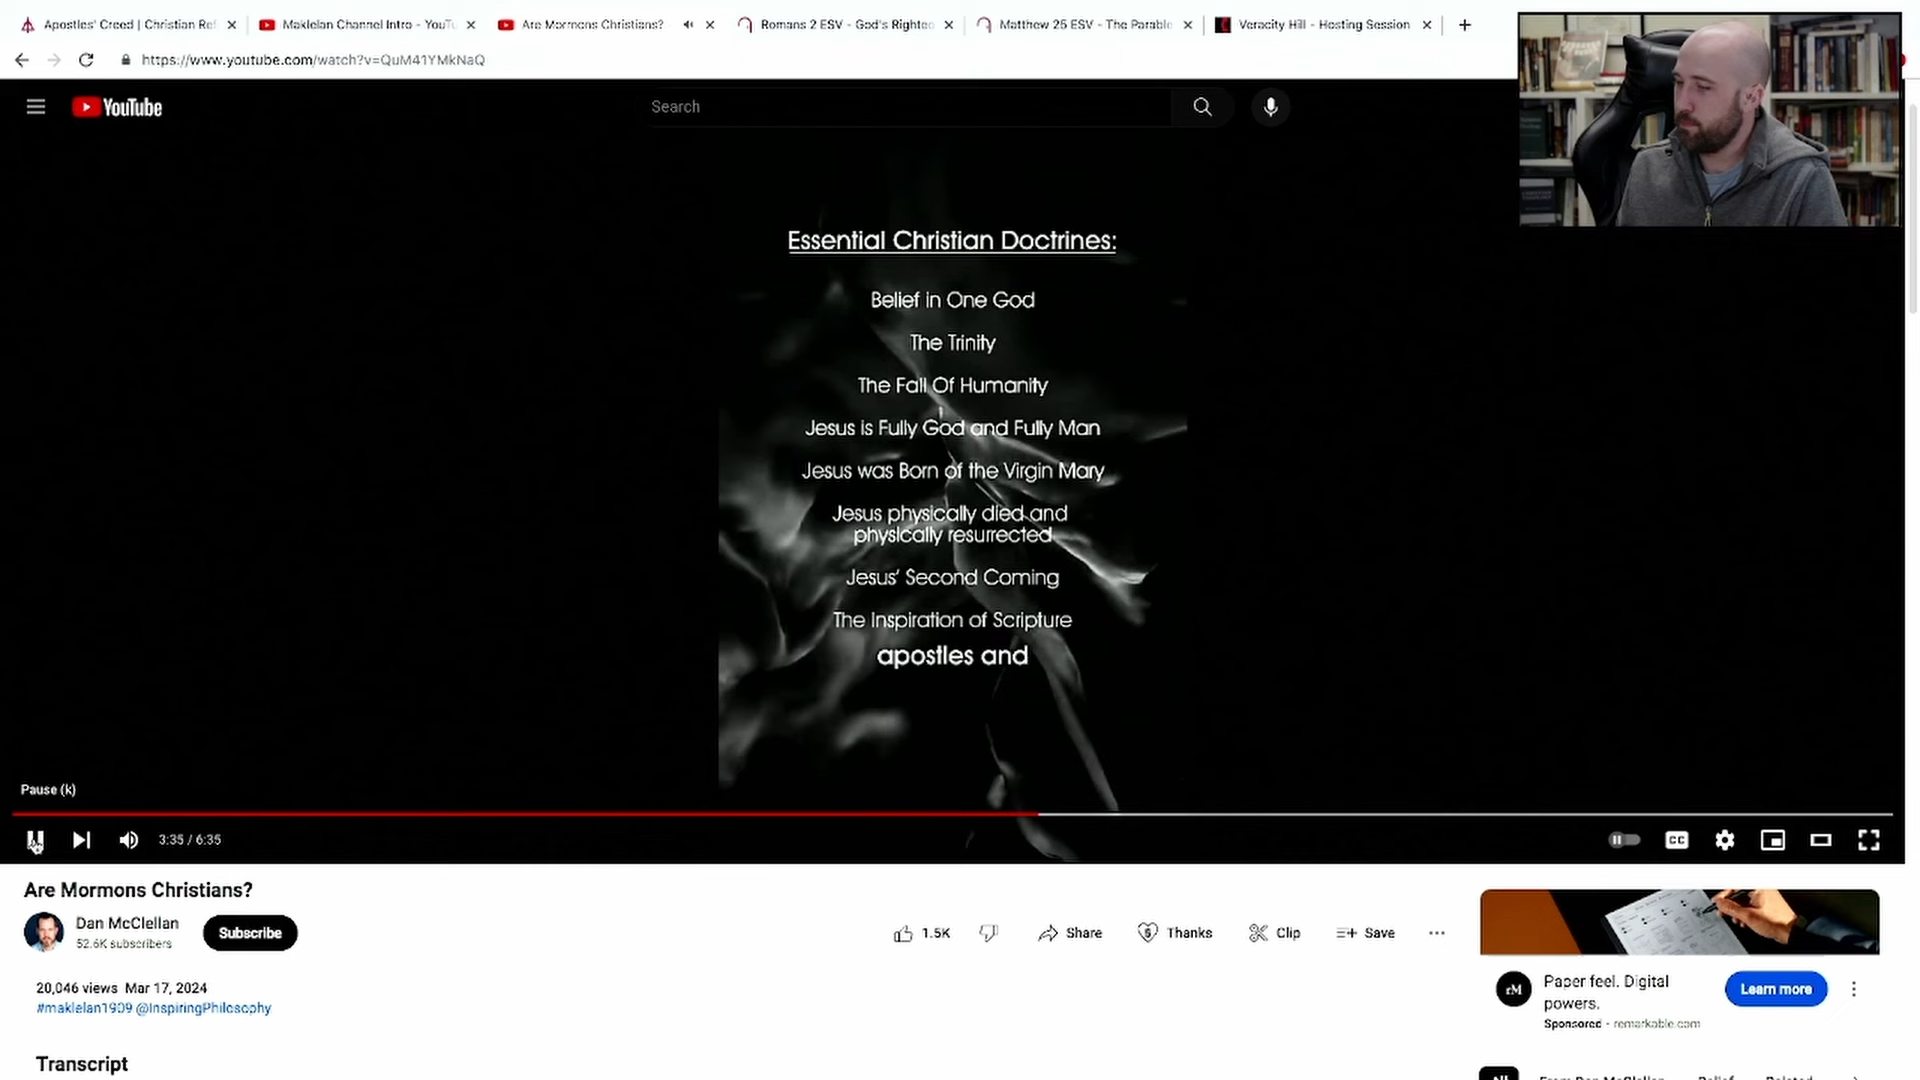 Apostles' Creed | Christian Ref
Maklelan Channel Intro - YouTu
Are Mormons Christians?
Romans 2 ESV - God's Righteo
Matthew 25 ESV - The Parable
Veracity Hill - Hosting Session
https://www.youtube.com/watch?v=QuM41YMkNaQ
YouTube
Search
Essential Christian Doctrines:
Belief in One God
The Trinity
The Fall Of Humanity
Jesus is Fully God and Fully Man
Jesus was Born of the Virgin Mary
Jesus physically died and
physically resurrected
Jesus' Second Coming
The Inspiration of Scripture
apostles and
Pause (k)
3:35 / 6:35
CC
Are Mormons Christians?
Dan McClellan
52.6K subscribers
Subscribe
1.5K
Share
Thanks
Clip
Save
20,046 views Mar 17, 2024
#maklelan1909 @InspiringPhilosophy
Transcript
rM
Paper feel. Digital
powers.
Sponsored · remarkable.com
Learn more